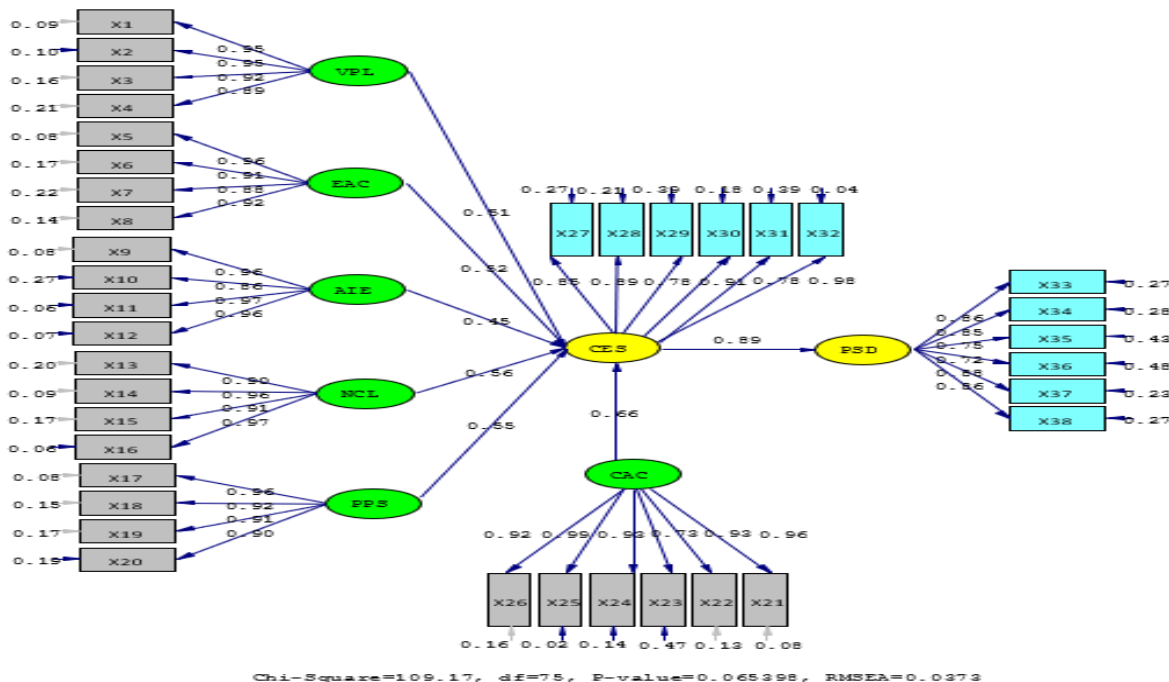 0.09 X1
0.10 X2
0.16 X3
0.21 X4
0.08 X5
0.17 X6
0.22 X7
0.14 X8
0.08 X9
0.27 X10
0.06 X11
0.07 X12
0.20 X13
0.09 X14
0.17 X15
0.06 X16
0.08 X17
0.15 X18
0.17 X19
0.19 X20
0.95
0.95
0.92
0.89
VPL
0.96
0.91
0.88
0.92
EAC
0.96
0.86
0.97
0.96
AIE
0.90
0.96
0.91
0.97
NCL
0.96
0.92
0.91
0.90
PPS
0.45
0.56
0.55
0.27 0.21 0.39 0.18 0.39 0.04
X27 X28 X29 X30 X31 X32
0.89 0.78 0.91 0.78 0.98
CES
0.89
PSD
0.66
CAC
0.92 0.99 0.93 0.73 0.93 0.96
X26 X25 X24 X23 X22 X21
0.16 0.02 0.14 0.47 0.13 0.08
0.86
0.85
0.75
0.72
0.88
0.86
X33 0.27
X34 0.28
X35 0.43
X36 0.48
X37 0.23
X38 0.27
Chi-Square=109.17, df=75, P-value=0.065398, RMSEA=0.0373